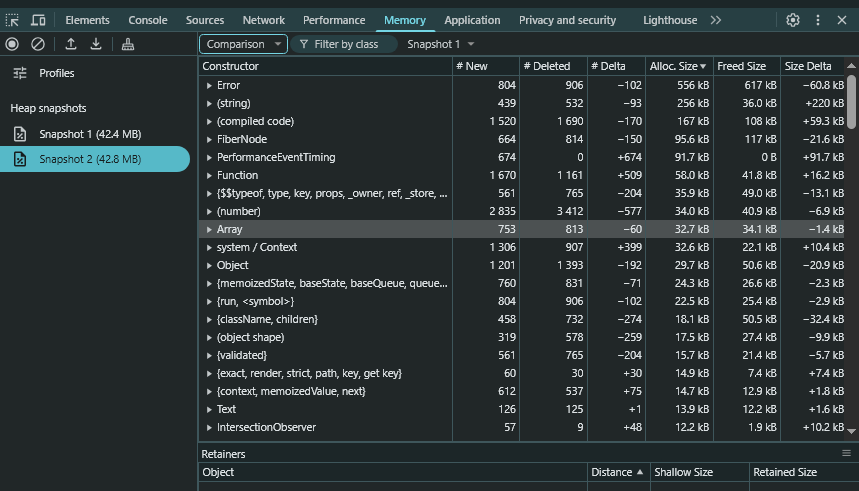 Elements Console Sources Network Performance Memory Application Privacy and security Lighthouse
Comparison Filter by class Snapshot 1
Profiles
Heap snapshots
Snapshot 1 (42.4 MB)
Snapshot 2 (42.8 MB)
Constructor # New # Deleted # Delta Alloc. Size▼ Freed Size Size Delta
Error 804 906 −102 556 kB 617 kB −60.8 kB
(string) 439 532 −93 256 kB 36.0 kB +220 kB
(compiled code) 1 520 1 690 −170 167 kB 108 kB +59.3 kB
FiberNode 664 814 −150 95.6 kB 117 kB −21.6 kB
PerformanceEventTiming 674 0 +674 91.7 kB 0 B +91.7 kB
Function 1 670 1 161 +509 58.0 kB 41.8 kB +16.2 kB
{$$typeof, type, key, props, _owner, ref, _store, ... 561 765 −204 35.9 kB 49.0 kB −13.1 kB
(number) 2 835 3 412 −577 34.0 kB 40.9 kB −6.9 kB
Array 753 813 −60 32.7 kB 34.1 kB −1.4 kB
system / Context 1 306 907 +399 32.6 kB 22.1 kB +10.4 kB
Object 1 201 1 393 −192 29.7 kB 50.6 kB −20.9 kB
{memoizedState, baseState, baseQueue, queue... 760 831 −71 24.3 kB 26.6 kB −2.3 kB
{run, <symbol>} 804 906 −102 22.5 kB 25.4 kB −2.9 kB
{className, children} 458 732 −274 18.1 kB 50.5 kB −32.4 kB
(object shape) 319 578 −259 17.5 kB 27.4 kB −9.9 kB
{validated} 561 765 −204 15.7 kB 21.4 kB −5.7 kB
{exact, render, strict, path, key, get key} 60 30 +30 14.9 kB 7.4 kB +7.4 kB
{context, memoizedValue, next} 612 537 +75 14.7 kB 12.9 kB +1.8 kB
Text 126 125 +1 13.9 kB 12.2 kB +1.6 kB
IntersectionObserver 57 9 +48 12.2 kB 1.9 kB +10.2 kB
Retainers
Object Distance▲ Shallow Size Retained Size